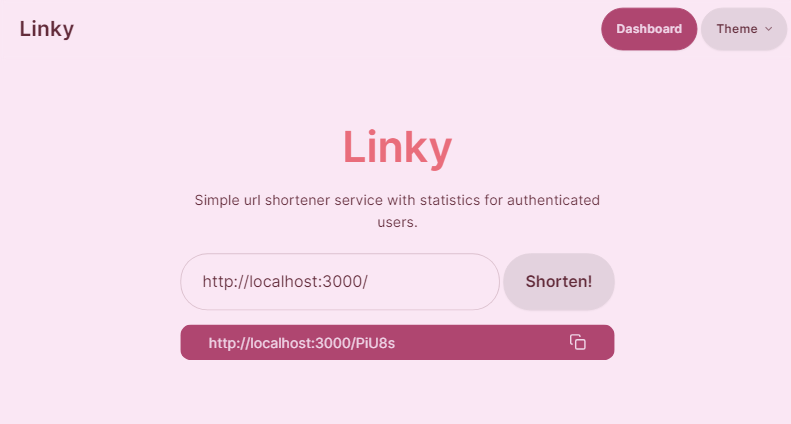 Linky
Dashboard
Theme
Linky
Simple url shortener service with statistics for authenticated
users.
http://localhost:3000/
Shorten!
http://localhost:3000/PiU8s